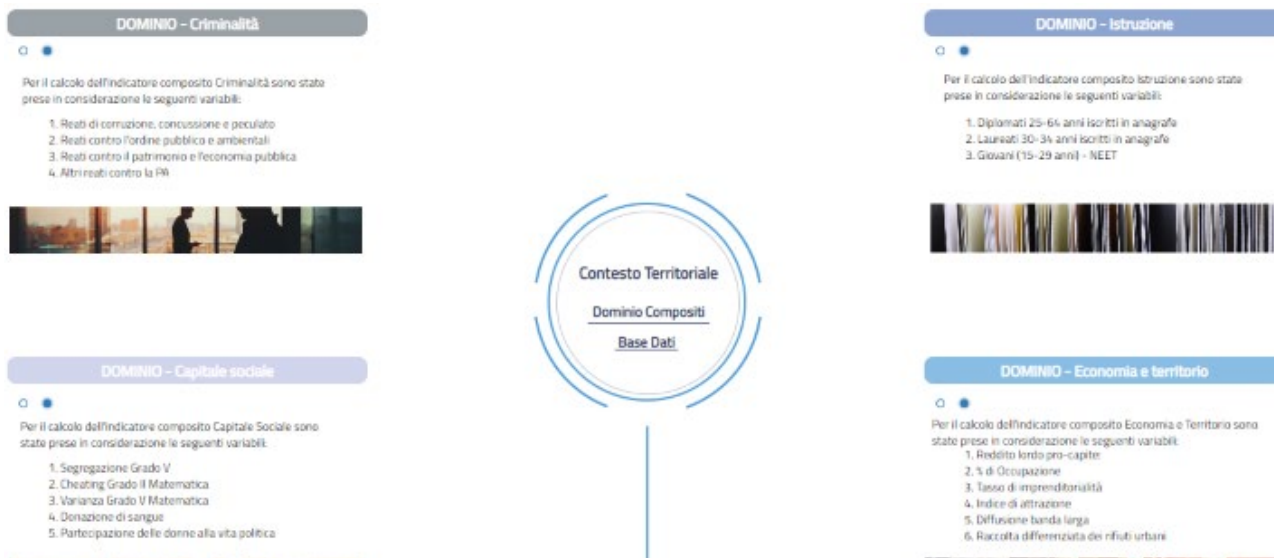 DOMINIO - Criminalità
Per il calcolo dell'indicatore composito Criminalità sono state
prese in considerazione le seguenti variabili:
1. Reati di corruzione, concussione e peculato
2. Reati contro l'ordine pubblico e ambientali
3. Reati contro il patrimonio e l'economia pubblica
4. Altri reati contro la PA
DOMINIO - Istruzione
Per il calcolo dell'indicatore composito Istruzione sono state
prese in considerazione le seguenti variabili:
1. Diplomati 25-64 anni iscritti in anagrafe
2. Laureati 30-34 anni iscritti in anagrafe
3. Giovani (15-29 anni) - NEET
Contesto Territoriale
Dominio Compositi
Base Dati
DOMINIO - Capitale sociale
Per il calcolo dell'indicatore composito Capitale Sociale sono
state prese in considerazione le seguenti variabili:
1. Segregazione Grado V
2. Cheating Grado II Matematica
3. Varianza Grado V Matematica
4. Donazione di sangue
5. Partecipazione delle donne alla vita politica
DOMINIO - Economia e territorio
Per il calcolo dell'indicatore composito Economia e Territorio sono
state prese in considerazione le seguenti variabili:
1. Reddito lordo pro-capite:
2. % di Occupazione
3. Tasso di imprenditorialità
4. Indice di attrazione
5. Diffusione banda larga
6. Raccolta differenziata dei rifiuti urbani